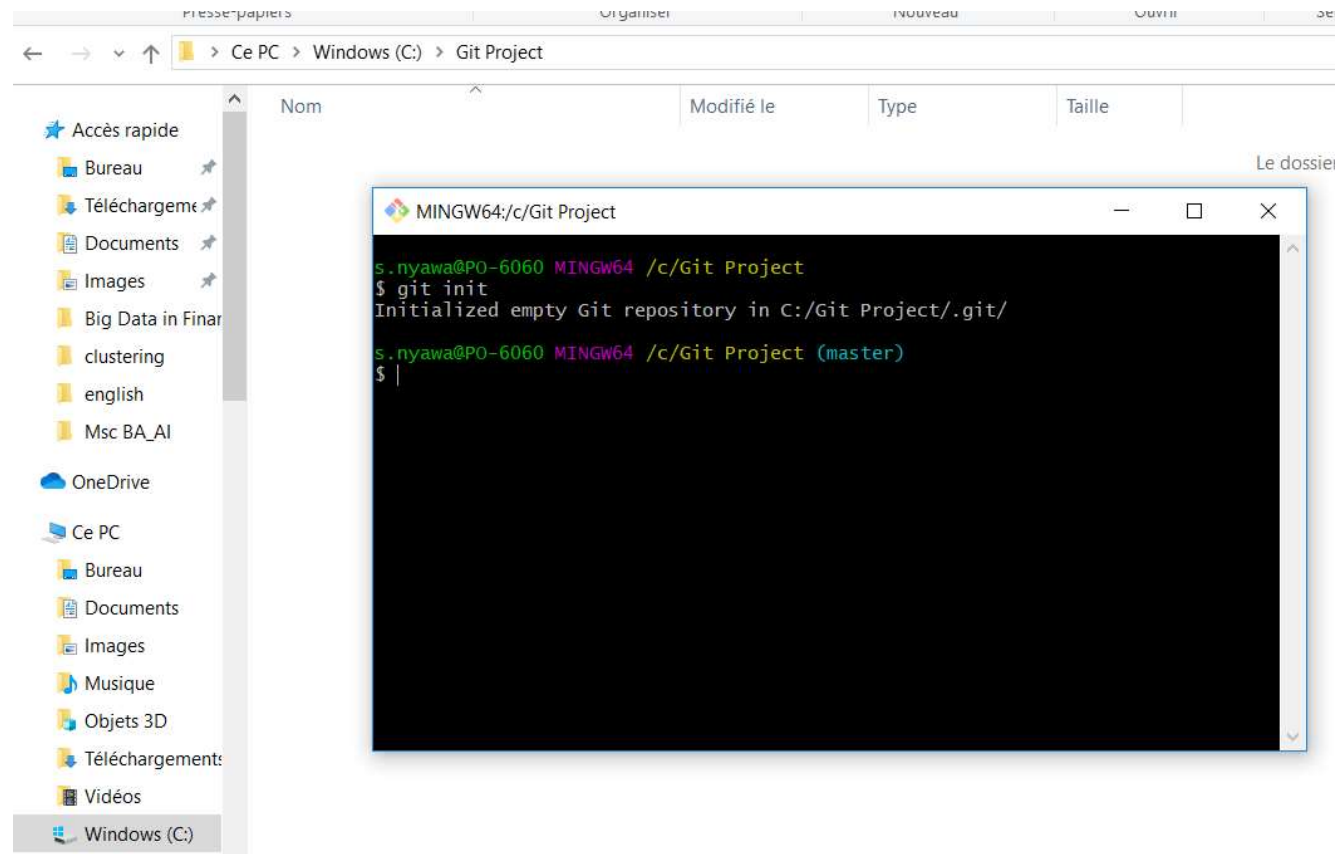 Presse-papiers Organiser Nouveau Ouvrir
Ce PC > Windows (C:) > Git Project
Nom Modifié le Type Taille
Accès rapide
Le dossier
Bureau
Téléchargeme
Documents
Images
Big Data in Finar
clustering
english
Msc BA_AI
OneDrive
Ce PC
Bureau
Documents
Images
Musique
Objets 3D
Téléchargements
Vidéos
Windows (C:)
MINGW64:/c/Git Project
s.nyawa@PO-6060 MINGW64 /c/Git Project
$ git init
Initialized empty Git repository in C:/Git Project/.git/
s.nyawa@PO-6060 MINGW64 /c/Git Project (master)
$